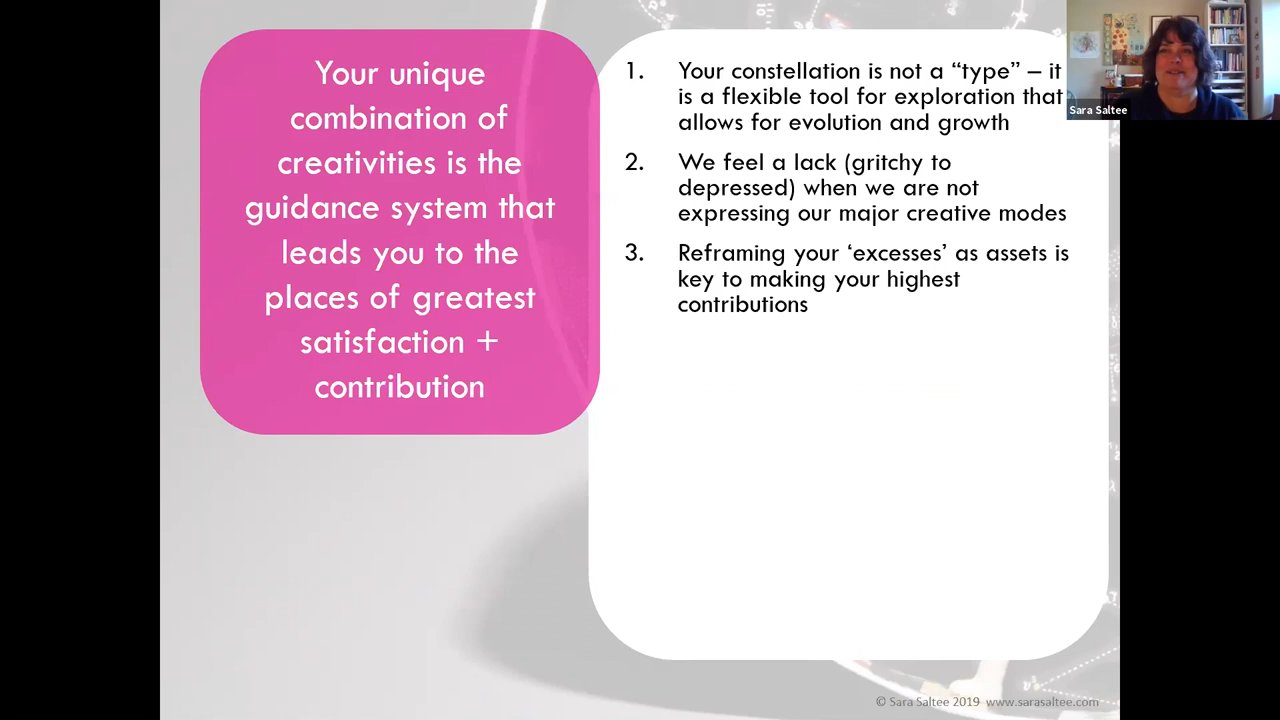 Your unique
combination of
creativities is the
guidance system that
leads you to the
places of greatest
satisfaction +
contribution
1. Your constellation is not a “type” – it
is a flexible tool for exploration that
allows for evolution and growth
2. We feel a lack (gritchy to
depressed) when we are not
expressing our major creative modes
3. Reframing your ‘excesses’ as assets is
key to making your highest
contributions
Sara Saltee
© Sara Saltee 2019 www.sarasaltee.com